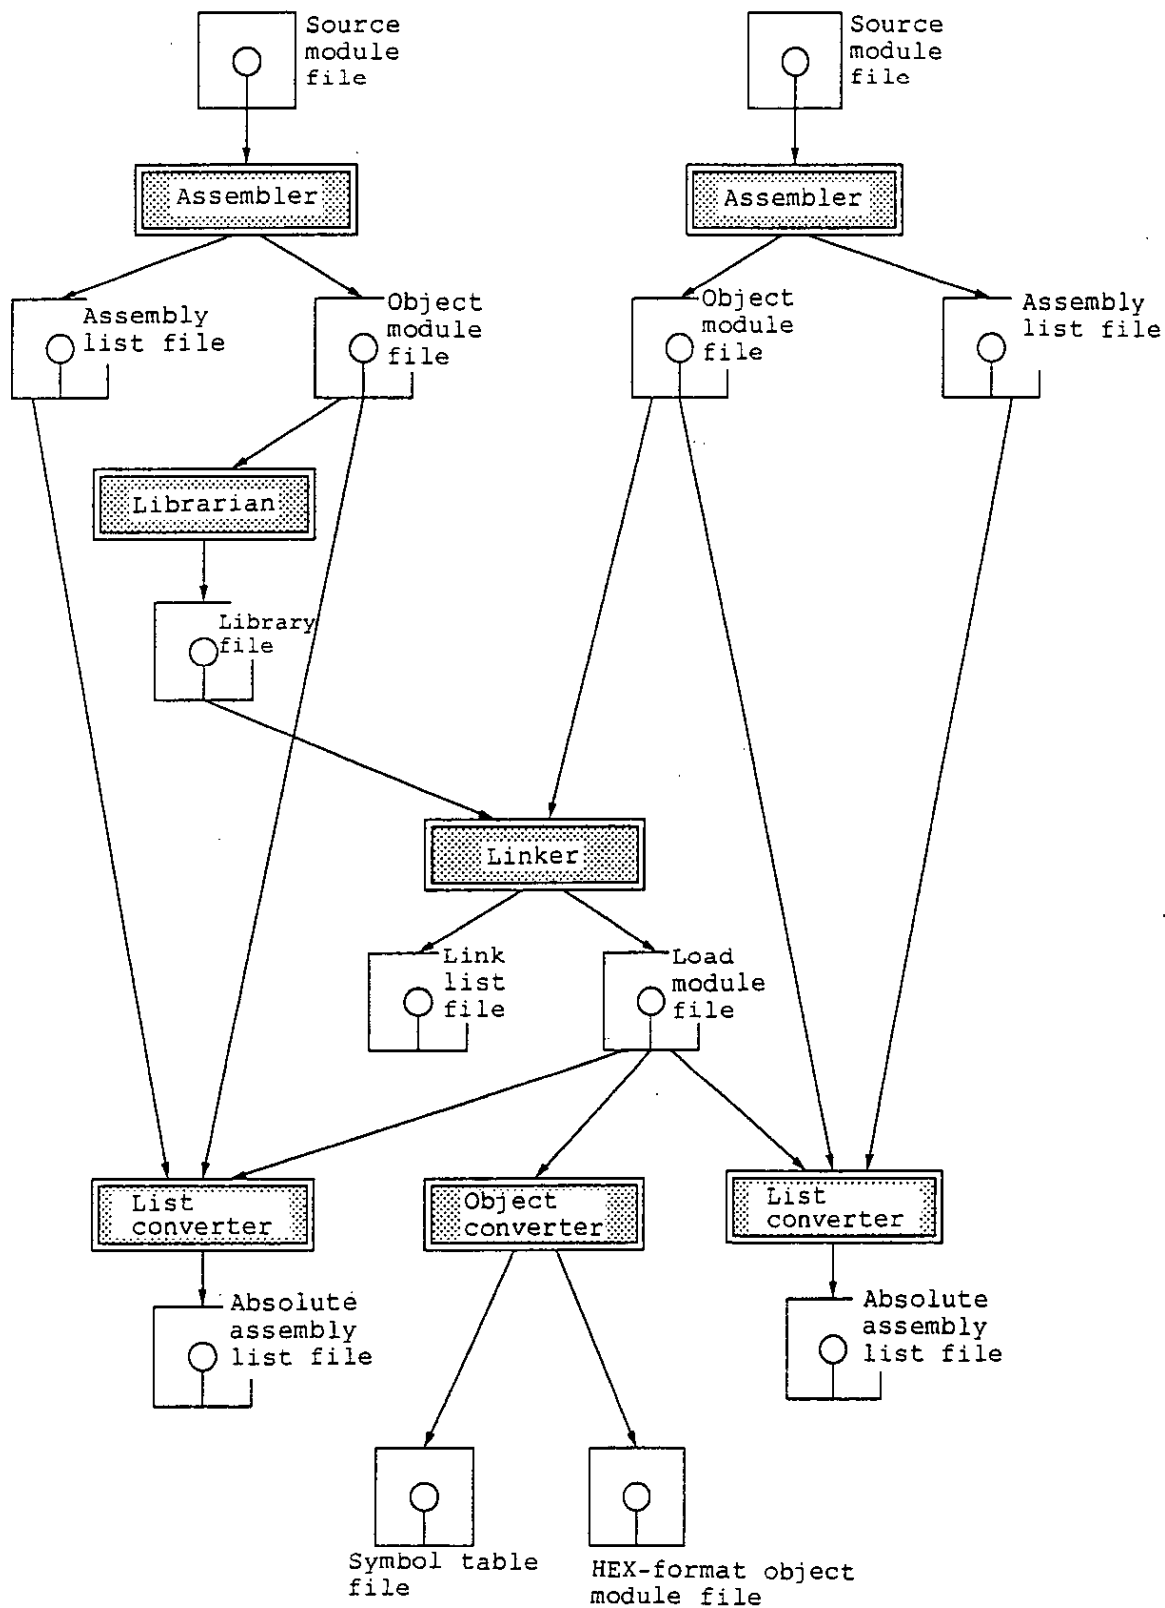 Source
module
file
Source
module
file
Assembler
Assembler
Assembly
list file
Object
module
file
Object
module
file
Assembly
list file
Librarian
Library
file
Linker
Link
list
file
Load
module
file
List
converter
Object
converter
List
converter
Absolute
assembly
list file
Absolute
assembly
list file
Symbol table
file
HEX-format object
module file